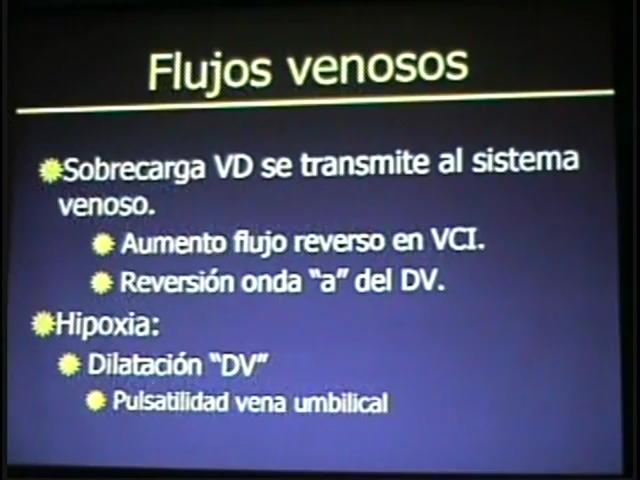 Flujos venosos
Sobrecarga VD se transmite al sistema
venoso.
Aumento flujo reverso en VCI.
Reversión onda “a” del DV.
Hipoxia:
Dilatación “DV”
Pulsatilidad vena umbilical